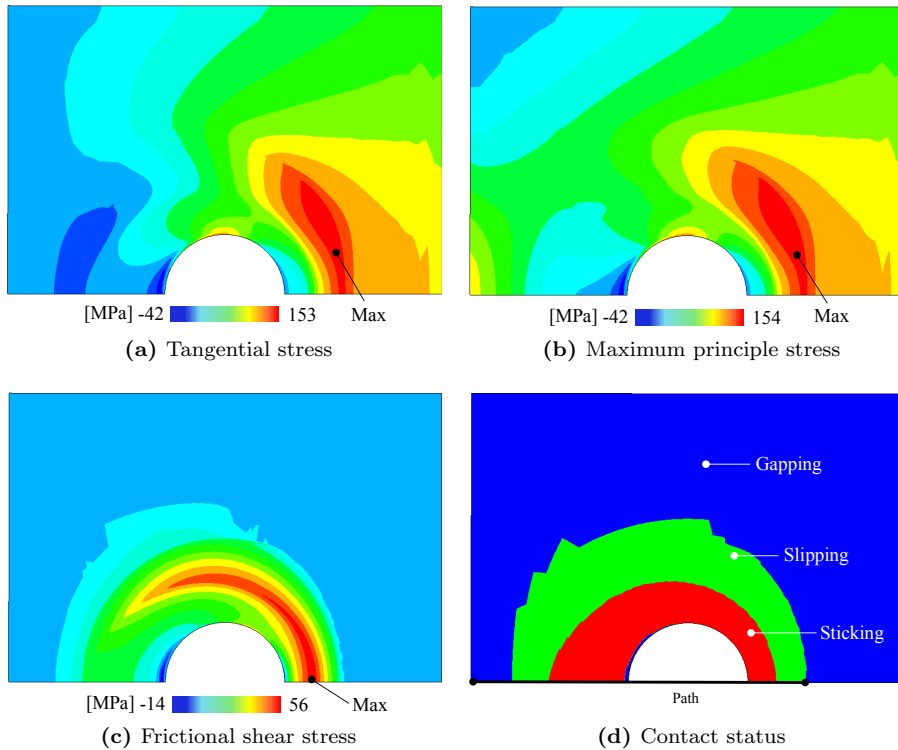 [MPa] -42 153 Max
(a) Tangential stress
[MPa] -42 154 Max
(b) Maximum principle stress
[MPa] -14 56 Max
(c) Frictional shear stress
Gapping
Slipping
Sticking
Path
(d) Contact status